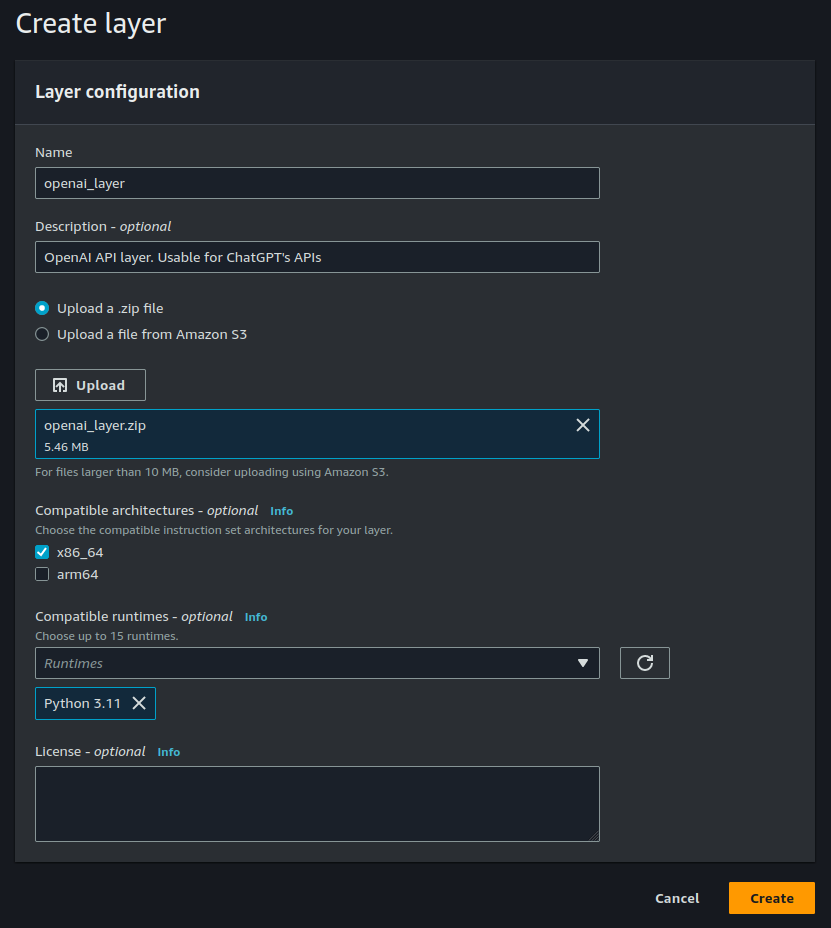 Create layer
Layer configuration
Name
openai_layer
Description - optional
OpenAI API layer. Usable for ChatGPT's APIs
Upload a .zip file
Upload a file from Amazon S3
Upload
openai_layer.zip
5.46 MB
For files larger than 10 MB, consider uploading using Amazon S3.
Compatible architectures - optional Info
Choose the compatible instruction set architectures for your layer.
x86_64
arm64
Compatible runtimes - optional Info
Choose up to 15 runtimes.
Runtimes
Python 3.11
License - optional Info
Cancel Create